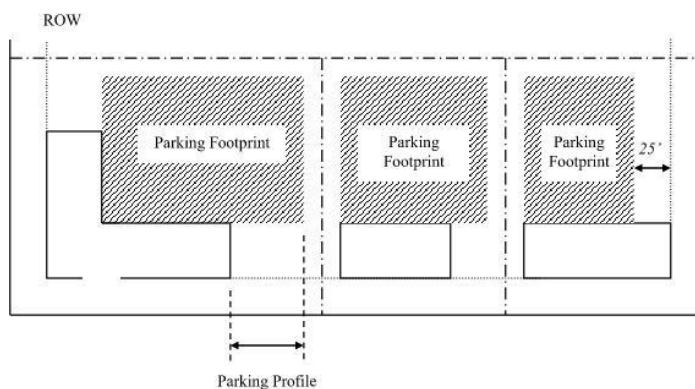 ROW
Parking Footprint
Parking
Footprint
Parking
Footprint
25'
Parking Profile